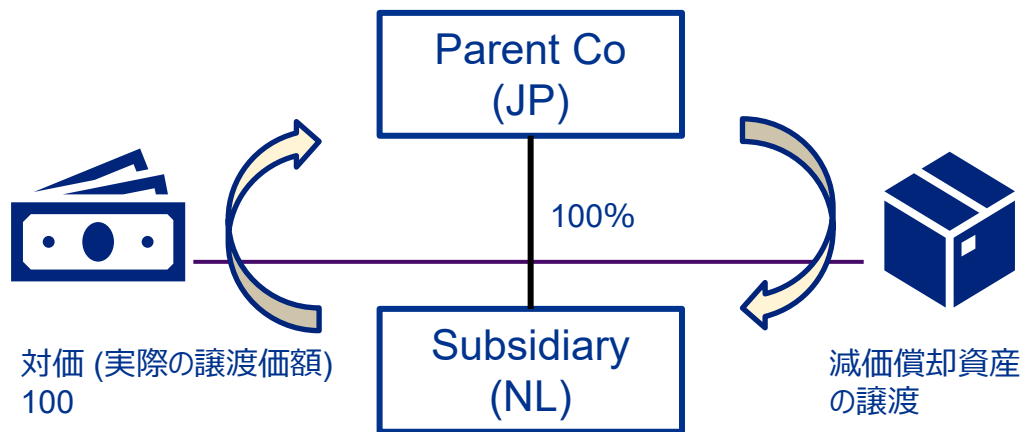 Parent Co
(JP)
100%
対価 (実際の譲渡価額)
100
Subsidiary
(NL)
減価償却資産
の譲渡